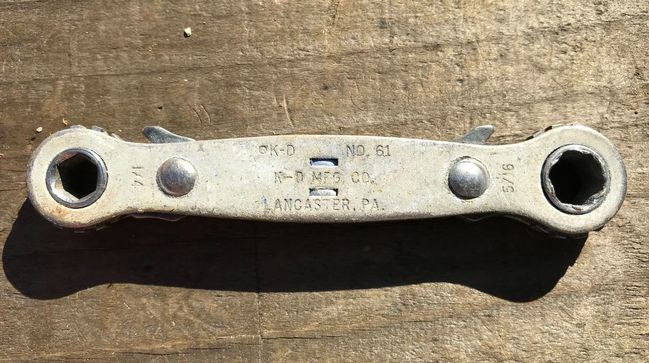 K-D NO. 61
K-D MFG. CO.
LANCASTER, PA.
1/4
5/16